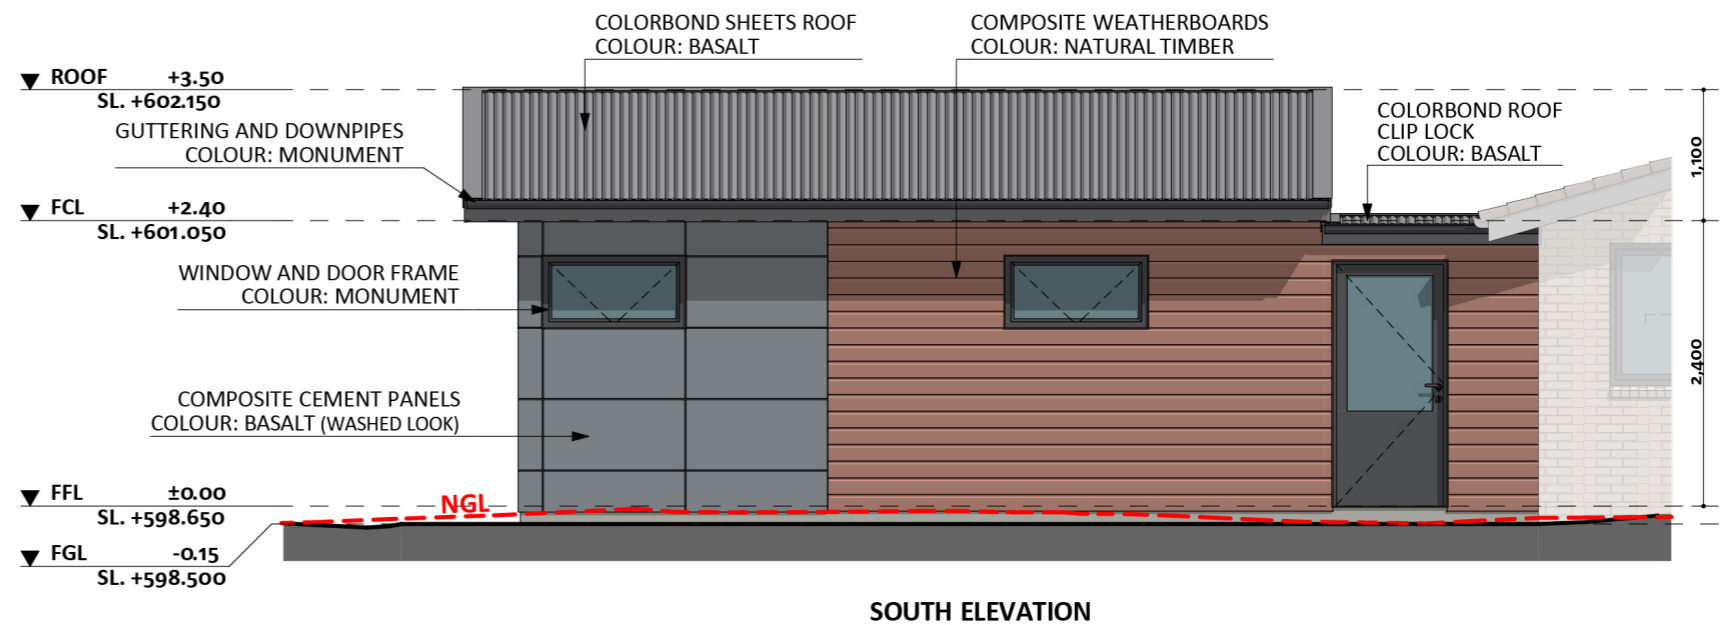 COLORBOND SHEETS ROOF
COLOUR: BASALT
COMPOSITE WEATHERBOARDS
COLOUR: NATURAL TIMBER
ROOF +3.50
SL. +602.150
GUTTERING AND DOWNPIPES
COLOUR: MONUMENT
COLORBOND ROOF
CLIP LOCK
COLOUR: BASALT
1,100
FCL +2.40
SL. +601.050
WINDOW AND DOOR FRAME
COLOUR: MONUMENT
2,400
COMPOSITE CEMENT PANELS
COLOUR: BASALT (WASHED LOOK)
FFL ±0.00
SL. +598.650
NGL
FGL -0.15
SL. +598.500
SOUTH ELEVATION